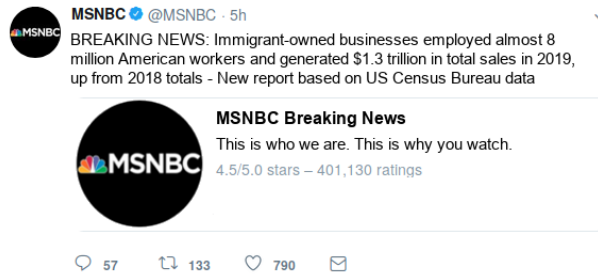 MSNBC @MSNBC · 5h
MSNBC
BREAKING NEWS: Immigrant-owned businesses employed almost 8
million American workers and generated $1.3 trillion in total sales in 2019,
up from 2018 totals - New report based on US Census Bureau data
MSNBC
MSNBC Breaking News
This is who we are. This is why you watch.
4.5/5.0 stars – 401,130 ratings
57 133 790